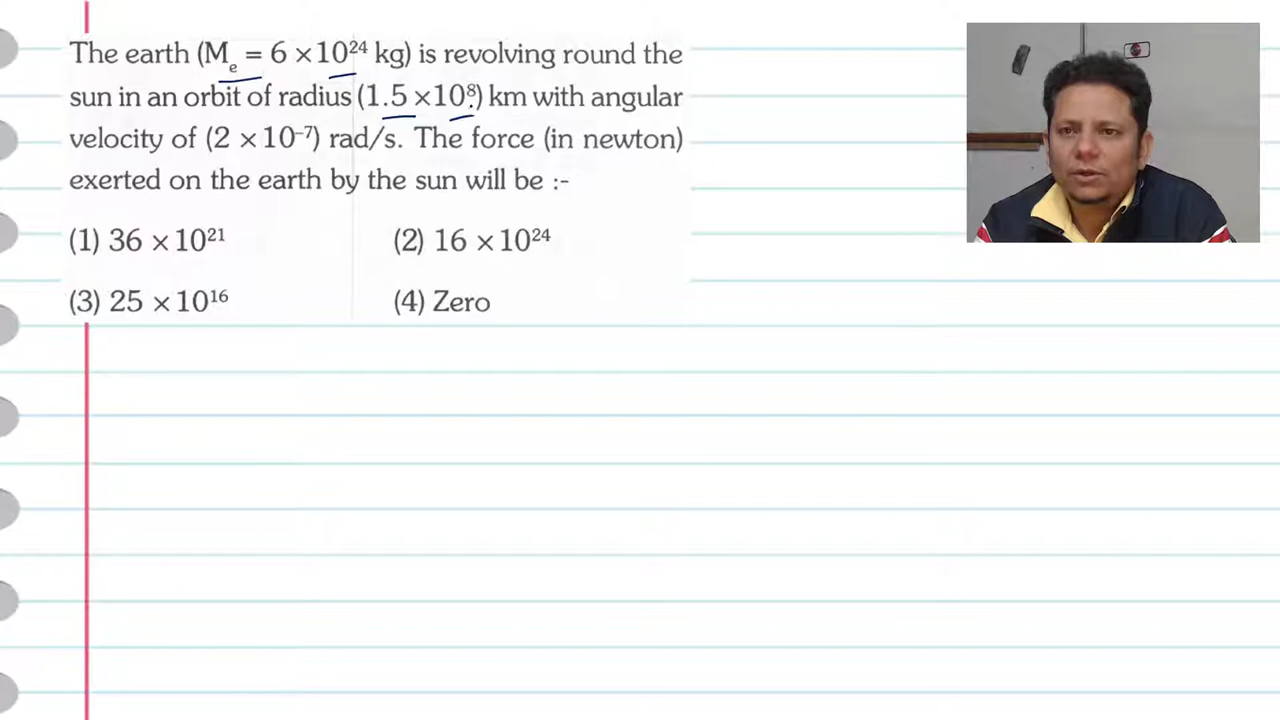 The earth (Mₑ = 6 × 10²⁴ kg) is revolving round the
sun in an orbit of radius (1.5 × 10⁸) km with angular
velocity of (2 × 10⁻⁷) rad/s. The force (in newton)
exerted on the earth by the sun will be :-
(1) 36 × 10²¹ (2) 16 × 10²⁴
(3) 25 × 10¹⁶ (4) Zero